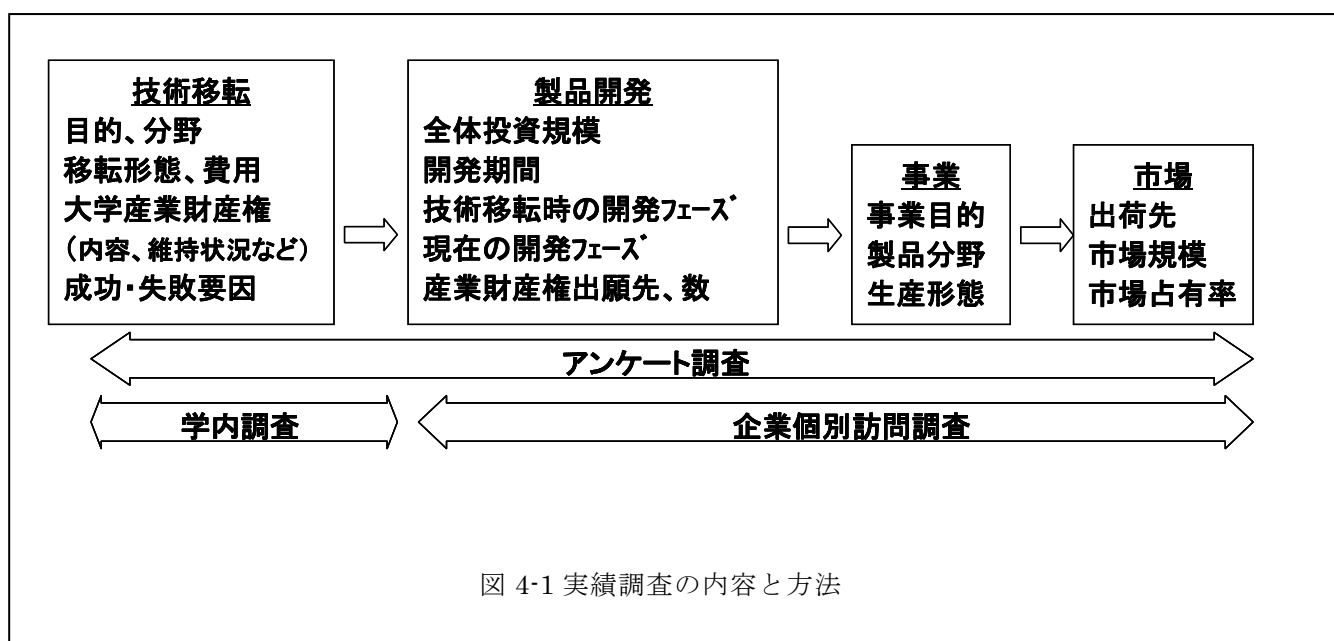 技術移転
目的、分野
移転形態、費用
大学産業財産権
(内容、維持状況など)
成功・失敗要因
製品開発
全体投資規模
開発期間
技術移転時の開発フェーズ
現在の開発フェーズ
産業財産権出願先、数
事業
事業目的
製品分野
生産形態
市場
出荷先
市場規模
市場占有率
アンケート調査
学内調査
企業個別訪問調査
図 4-1 実績調査の内容と方法